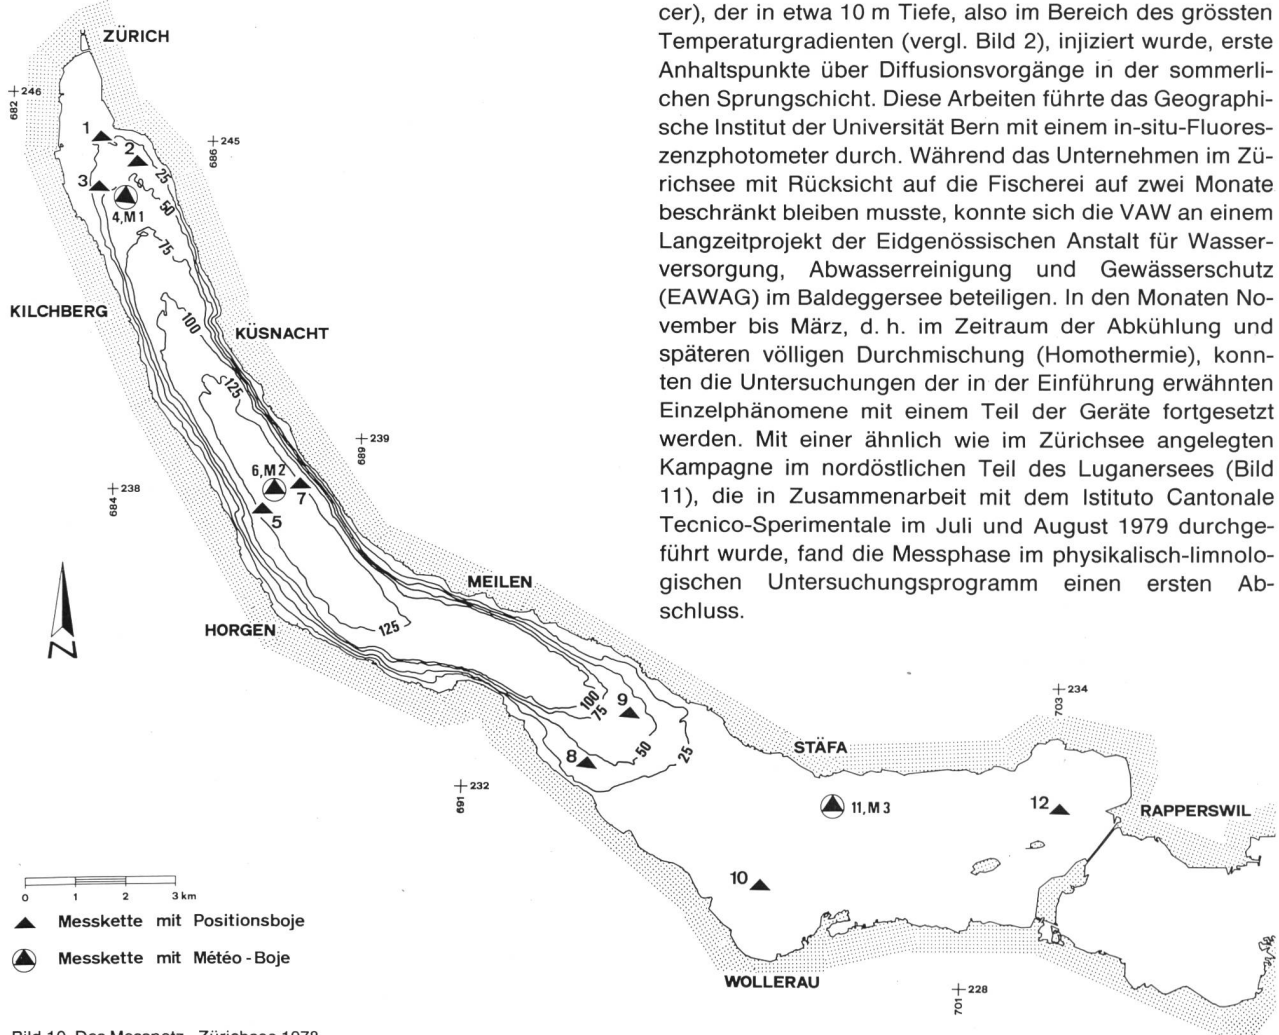 cer), der in etwa 10 m Tiefe, also im Bereich des grössten
Temperaturgradienten (vergl. Bild 2), injiziert wurde, erste
Anhaltspunkte über Diffusionsvorgänge in der sommerli-
chen Sprungschicht. Diese Arbeiten führte das Geographi-
sche Institut der Universität Bern mit einem in-situ-Fluores-
zenzphotometer durch. Während das Unternehmen im Zü-
richsee mit Rücksicht auf die Fischerei auf zwei Monate
beschränkt bleiben musste, konnte sich die VAW an einem
Langzeitprojekt der Eidgenössischen Anstalt für Wasser-
versorgung, Abwasserreinigung und Gewässerschutz
(EAWAG) im Baldeggersee beteiligen. In den Monaten No-
vember bis März, d. h. im Zeitraum der Abkühlung und
späteren völligen Durchmischung (Homothermie), konn-
ten die Untersuchungen der in der Einführung erwähnten
Einzelphänomene mit einem Teil der Geräte fortgesetzt
werden. Mit einer ähnlich wie im Zürichsee angelegten
Kampagne im nordöstlichen Teil des Luganersees (Bild
11), die in Zusammenarbeit mit dem Istituto Cantonale
Tecnico-Sperimentale im Juli und August 1979 durchge-
führt wurde, fand die Messphase im physikalisch-limnolo-
gischen Untersuchungsprogramm einen ersten Ab-
schluss.
ZÜRICH
246
682
1
2
245
686
25
3
50
4,M1
75
KILCHBERG
100
KÜSNACHT
125
239
689
6,M2
7
238
684
5
MEILEN
HORGEN
125
N
100
75
9
234
703
50
25
8
STÄFA
232
691
11,M3
12
RAPPERSWIL
10
0 1 2 3 km
Messkette mit Positionsboje
Messkette mit Météo-Boje
WOLLERAU
228
701
Bild 10. Das Messnetz Zürichsee 1978